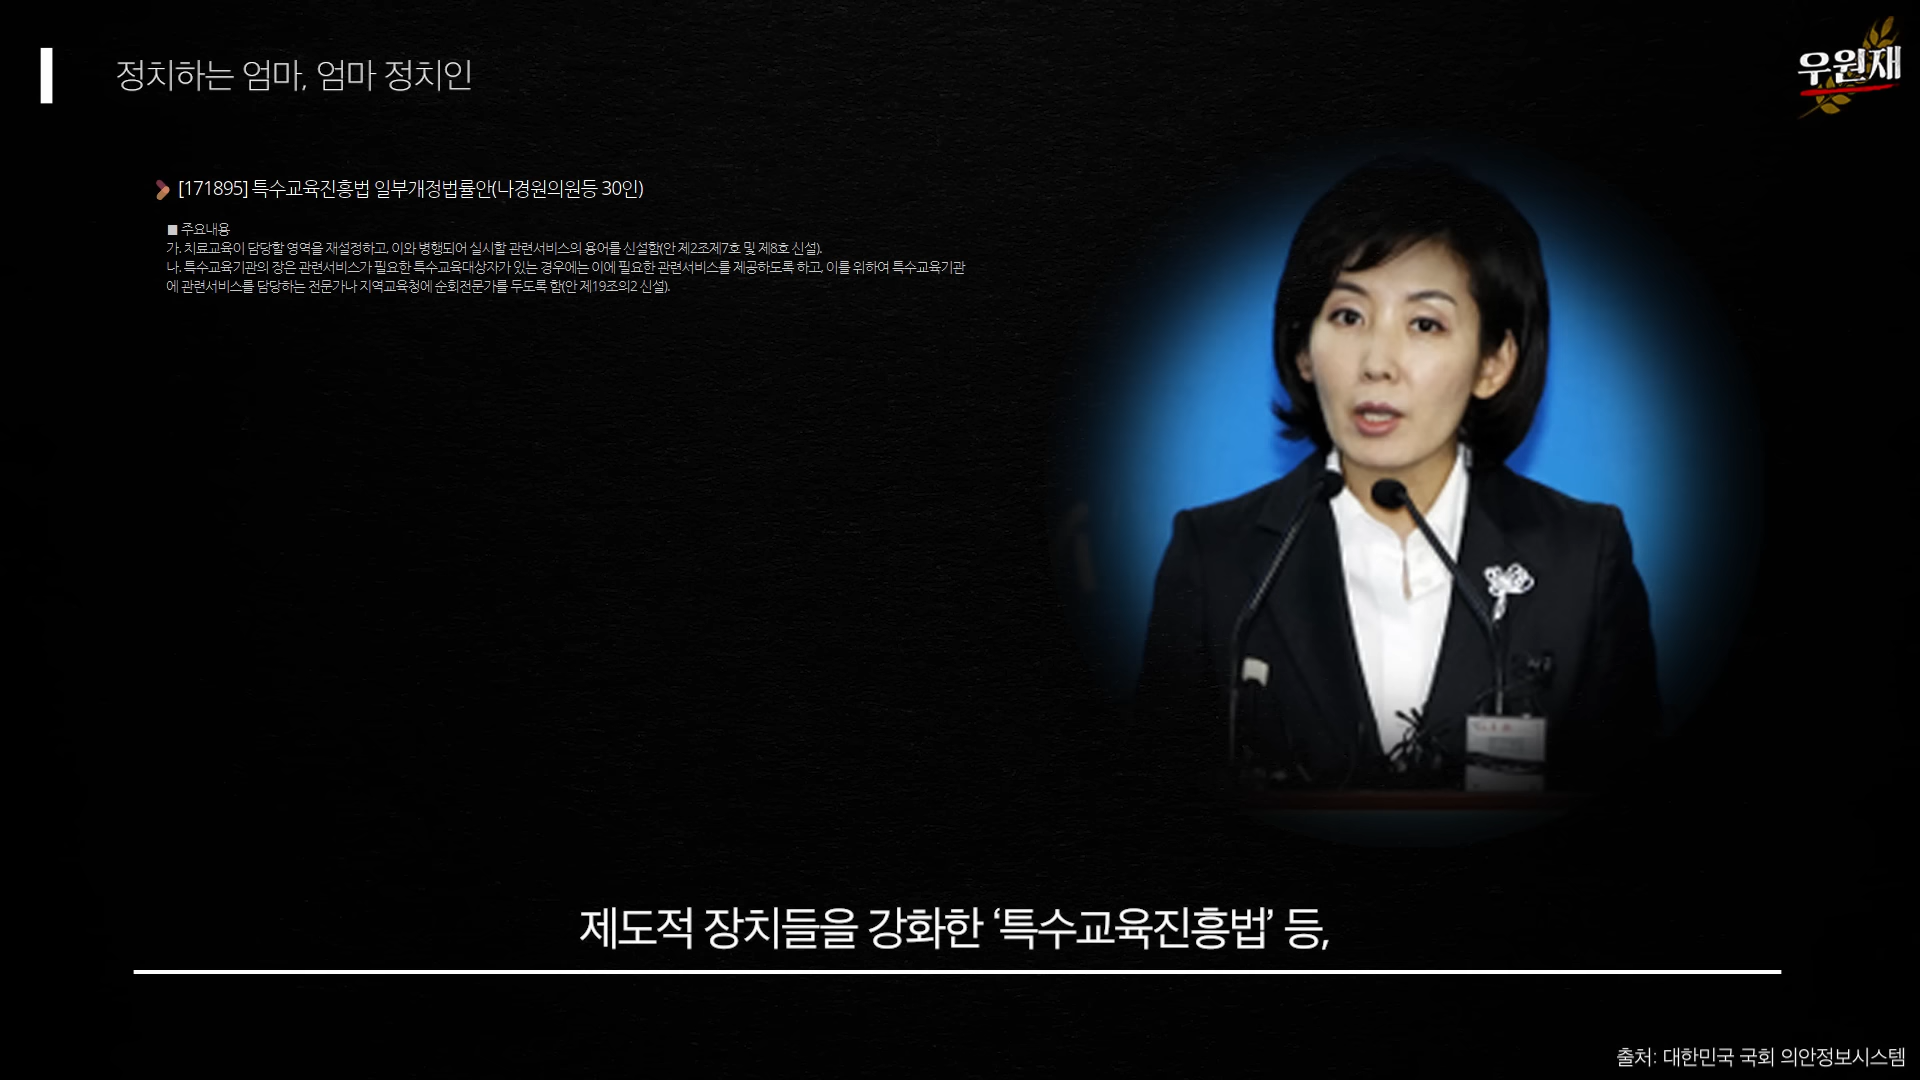 정치하는 엄마, 엄마 정치인
우원재
[171895] 특수교육진흥법 일부개정법률안(나경원의원등 30인)
■ 주요내용
가. 치료교육이 담당할 영역을 재설정하고, 이와 병행되어 실시할 관련서비스의 용어를 신설함(안 제2조제7호 및 제8호 신설).
나. 특수교육기관의 장은 관련서비스가 필요한 특수교육대상자가 있는 경우에는 이에 필요한 관련서비스를 제공하도록 하고, 이를 위하여 특수교육기관
에 관련서비스를 담당하는 전문가나 지역교육청에 순회전문가를 두도록 함(안 제19조의2 신설).
제도적 장치들을 강화한 ‘특수교육진흥법’ 등,
출처: 대한민국 국회 의안정보시스템